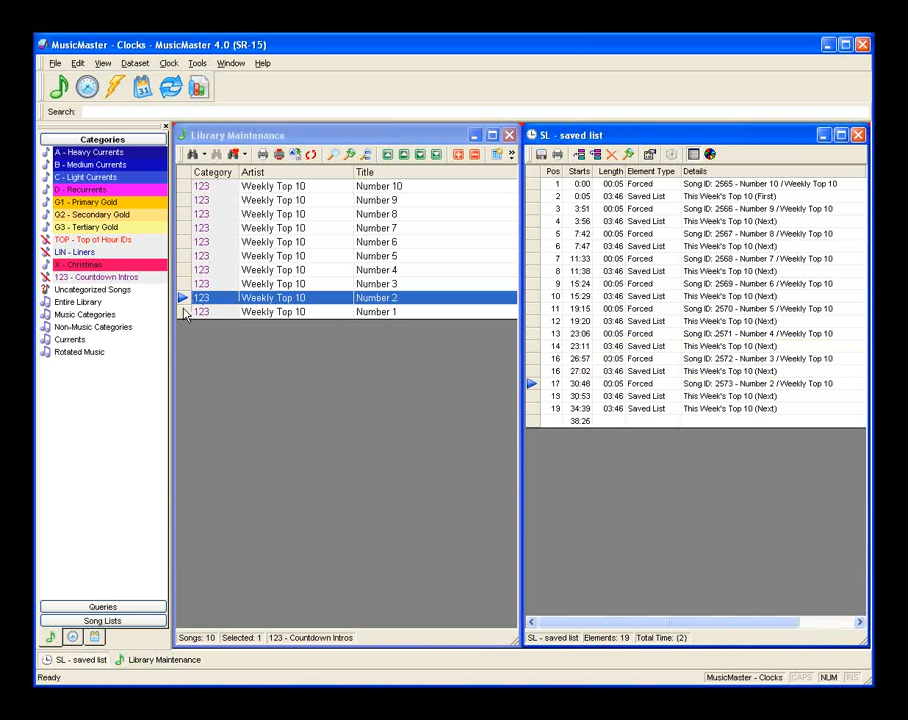 MusicMaster - Clocks - MusicMaster 4.0 (SR-15)
File Edit View Dataset Clock Tools Window Help
31
Search:
Categories
A - Heavy Currents
B - Medium Currents
C - Light Currents
D - Recurrents
G1 - Primary Gold
G2 - Secondary Gold
G3 - Tertiary Gold
TOP - Top of Hour IDs
LIN - Liners
X - Christmas
123 - Countdown Intros
Uncategorized Songs
Entire Library
Music Categories
Non-Music Categories
Currents
Rotated Music
Queries
Song Lists
Library Maintenance
Category Artist Title
123 Weekly Top 10 Number 10
123 Weekly Top 10 Number 9
123 Weekly Top 10 Number 8
123 Weekly Top 10 Number 7
123 Weekly Top 10 Number 6
123 Weekly Top 10 Number 5
123 Weekly Top 10 Number 4
123 Weekly Top 10 Number 3
123 Weekly Top 10 Number 2
123 Weekly Top 10 Number 1
Songs: 10 Selected: 1 123 - Countdown Intros
SL - saved list
Pos Starts Length Element Type Details
1 0:00 00:05 Forced Song ID: 2565 - Number 10 / Weekly Top 10
2 0:05 03:46 Saved List This Week's Top 10 (First)
3 3:51 00:05 Forced Song ID: 2566 - Number 9 / Weekly Top 10
4 3:56 03:46 Saved List This Week's Top 10 (Next)
5 7:42 00:05 Forced Song ID: 2567 - Number 8 / Weekly Top 10
6 7:47 03:46 Saved List This Week's Top 10 (Next)
7 11:33 00:05 Forced Song ID: 2568 - Number 7 / Weekly Top 10
8 11:38 03:46 Saved List This Week's Top 10 (Next)
9 15:24 00:05 Forced Song ID: 2569 - Number 6 / Weekly Top 10
10 15:29 03:46 Saved List This Week's Top 10 (Next)
11 19:15 00:05 Forced Song ID: 2570 - Number 5 / Weekly Top 10
12 19:20 03:46 Saved List This Week's Top 10 (Next)
13 23:06 00:05 Forced Song ID: 2571 - Number 4 / Weekly Top 10
14 23:11 03:46 Saved List This Week's Top 10 (Next)
15 26:57 00:05 Forced Song ID: 2572 - Number 3 / Weekly Top 10
16 27:02 03:46 Saved List This Week's Top 10 (Next)
17 30:48 00:05 Forced Song ID: 2573 - Number 2 / Weekly Top 10
18 30:53 03:46 Saved List This Week's Top 10 (Next)
19 34:39 03:46 Saved List This Week's Top 10 (Next)
38:25
SL - saved list Elements: 19 Total Time: (2)
SL - saved list Library Maintenance
Ready MusicMaster - Clocks CAPS NUM INS